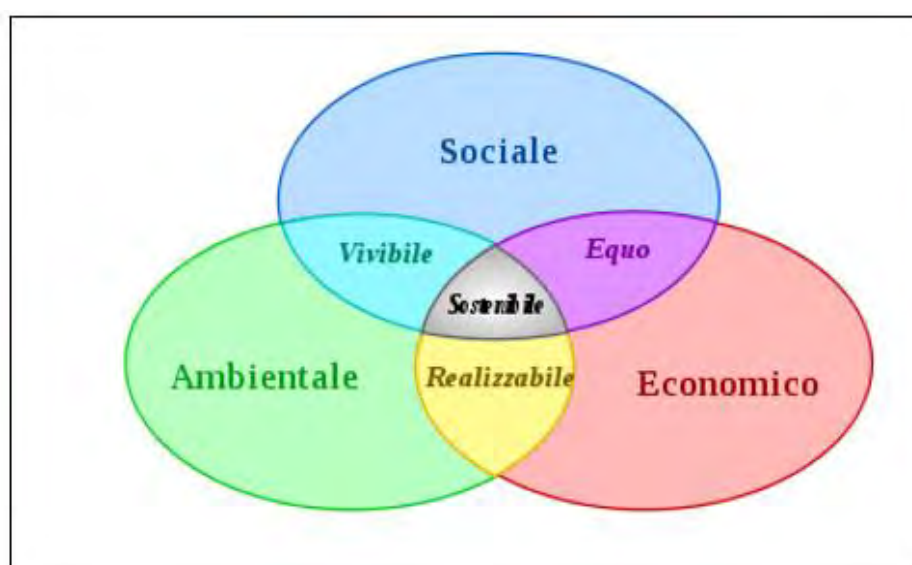 Sociale
Vivibile
Equo
Sostenibile
Ambientale
Realizzabile
Economico